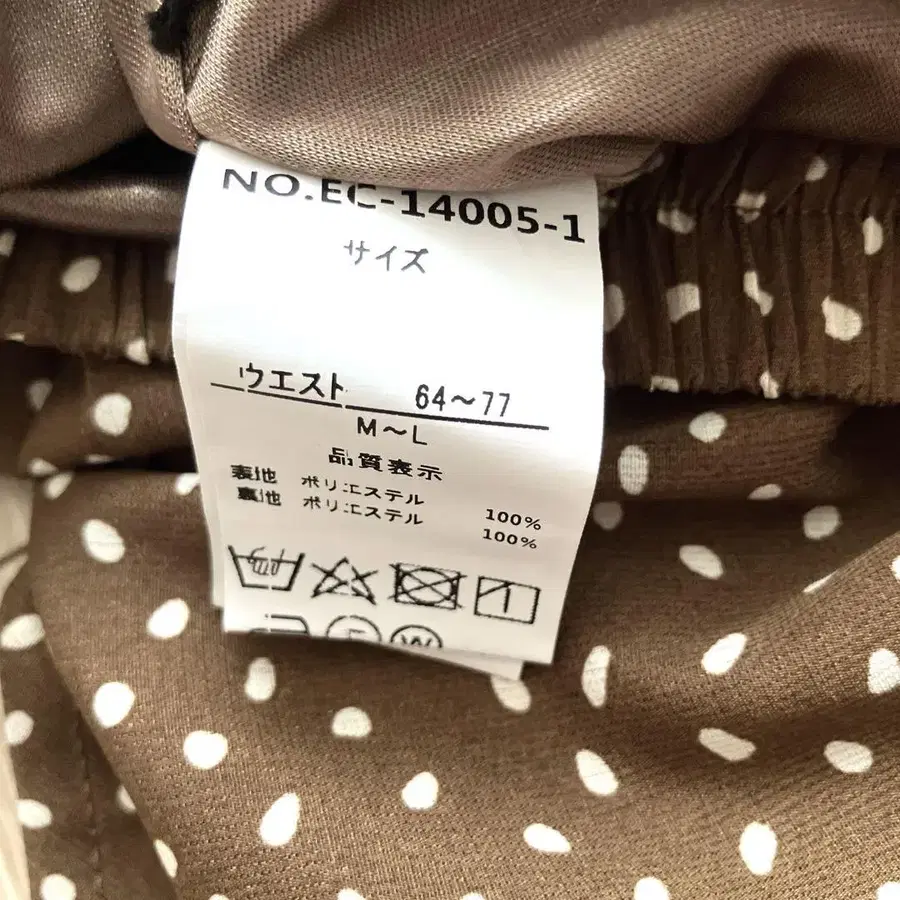 NO.EC-14005-1
サイズ
ウエスト 64～77
M～L
品質表示
表地 ポリエステル 100%
裏地 ポリエステル 100%
F W